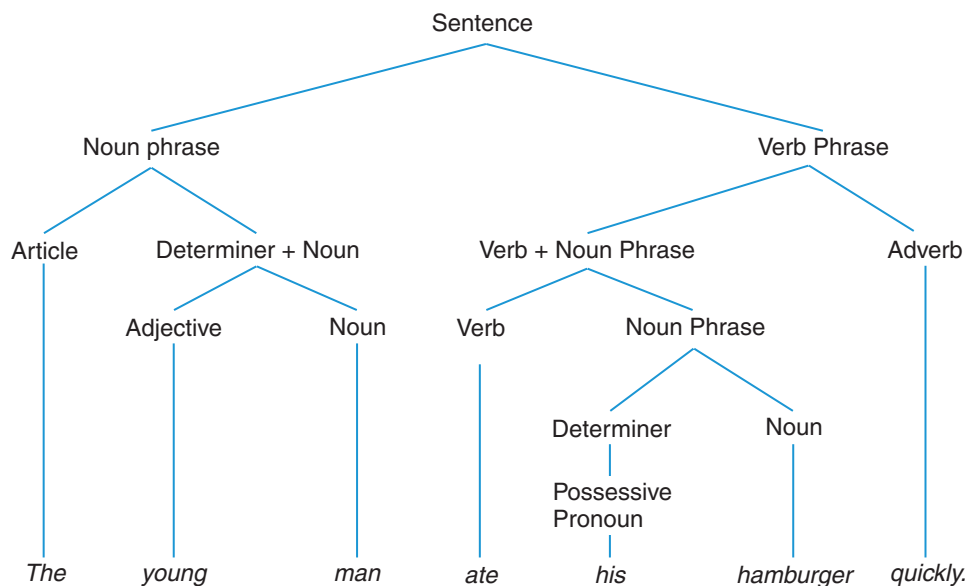 Sentence
Noun phrase Verb Phrase
Article Determiner + Noun Verb + Noun Phrase Adverb
Adjective Noun Verb Noun Phrase
Determiner Noun
Possessive
Pronoun
The young man ate his hamburger quickly.